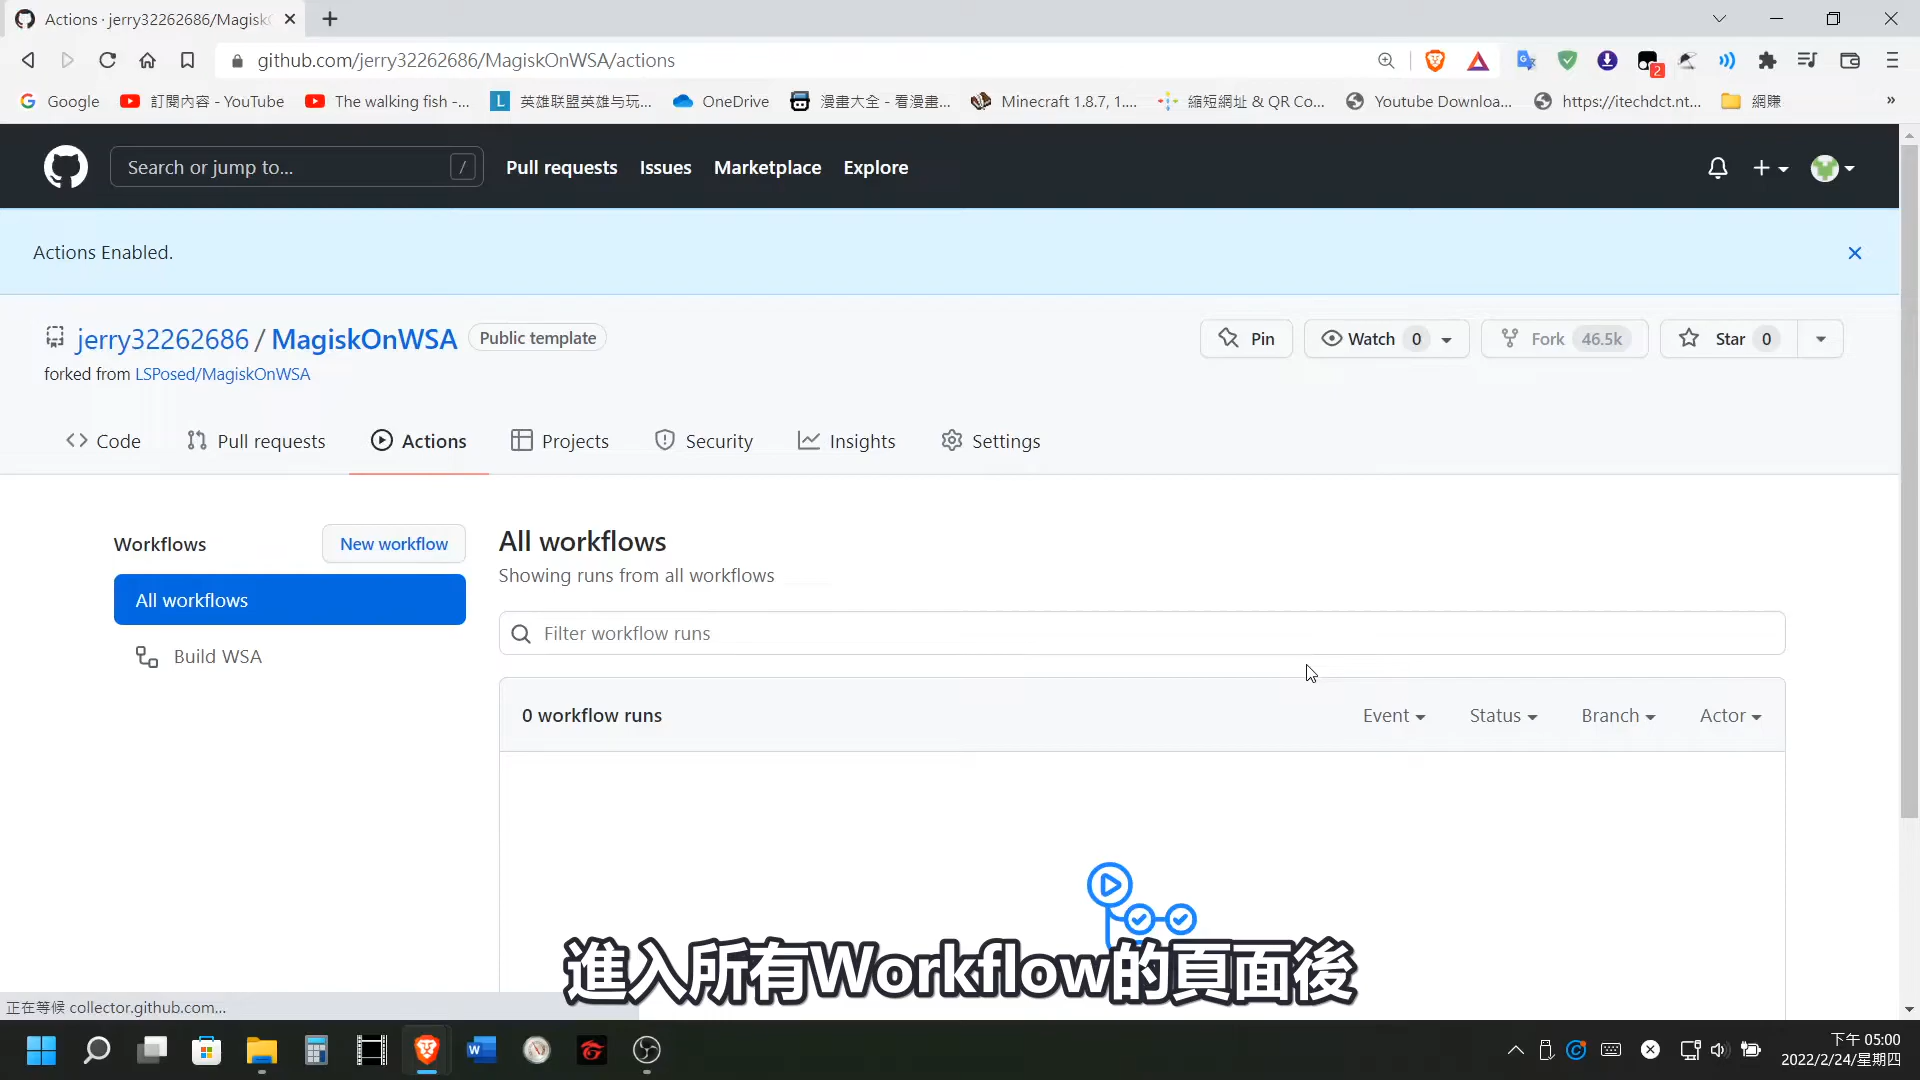 Actions · jerry32262686/Magisk
github.com/jerry32262686/MagiskOnWSA/actions
2
Google
訂閱內容 - YouTube
The walking fish -...
L
英雄联盟英雄与玩...
OneDrive
漫畫大全 - 看漫畫...
Minecraft 1.8.7, 1....
縮短網址 & QR Co...
Youtube Downloa...
https://itechdct.nt...
網賺
»
Search or jump to...
/
Pull requests
Issues
Marketplace
Explore
Actions Enabled.
jerry32262686 / MagiskOnWSA
Public template
Pin
Watch 0
Fork 46.5k
Star 0
forked from LSPosed/MagiskOnWSA
Code
Pull requests
Actions
Projects
Security
Insights
Settings
Workflows
New workflow
All workflows
Build WSA
All workflows
Showing runs from all workflows
Filter workflow runs
0 workflow runs
Event
Status
Branch
Actor
進入所有Workflow的頁面後
正在等候 collector.github.com...
W
下午 05:00
2022/2/24/星期四